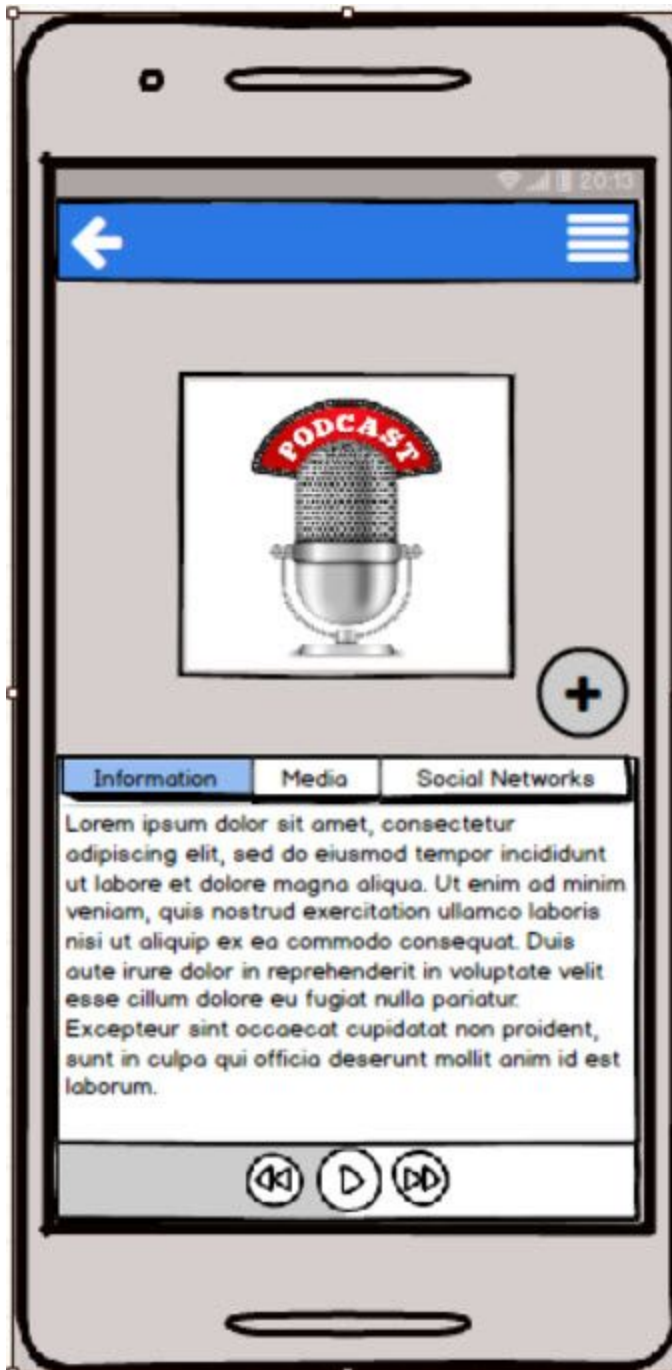 20:13
PODCAST
Information Media Social Networks
Lorem ipsum dolor sit amet, consectetur
adipiscing elit, sed do eiusmod tempor incididunt
ut labore et dolore magna aliqua. Ut enim ad minim
veniam, quis nostrud exercitation ullamco laboris
nisi ut aliquip ex ea commodo consequat. Duis
aute irure dolor in reprehenderit in voluptate velit
esse cillum dolore eu fugiat nulla pariatur.
Excepteur sint occaecat cupidatat non proident,
sunt in culpa qui officia deserunt mollit anim id est
laborum.